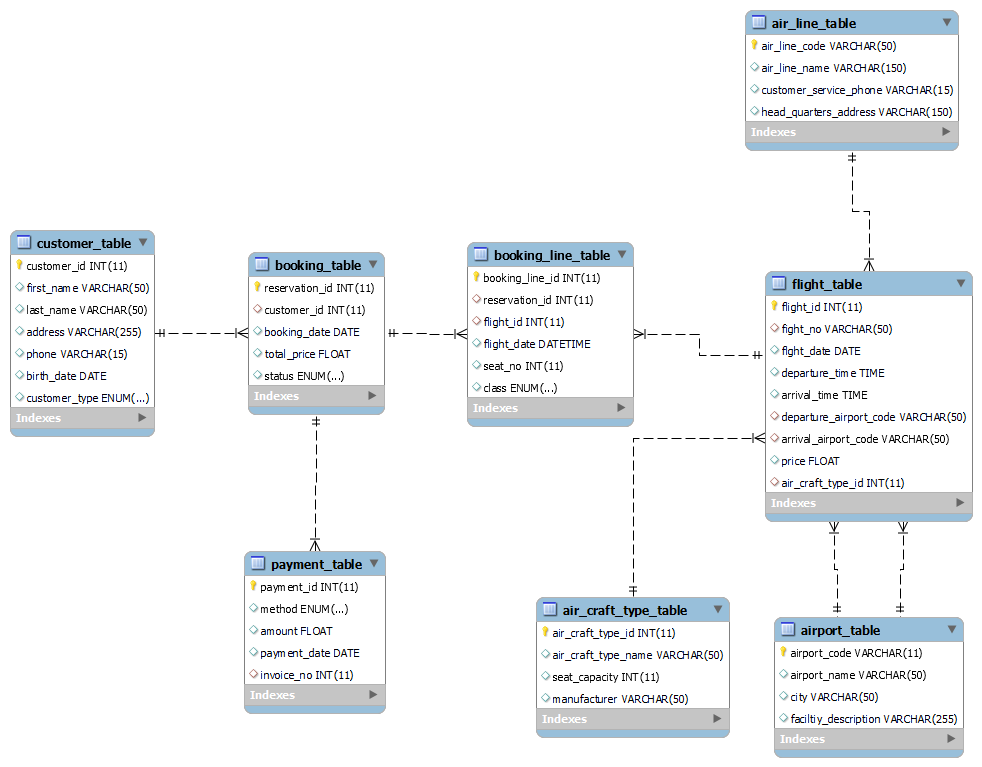 air_line_table
air_line_code VARCHAR(50)
air_line_name VARCHAR(150)
customer_service_phone VARCHAR(15)
head_quarters_address VARCHAR(150)
Indexes
customer_table
customer_id INT(11)
first_name VARCHAR(50)
last_name VARCHAR(50)
address VARCHAR(255)
phone VARCHAR(15)
birth_date DATE
customer_type ENUM(...)
Indexes
booking_table
reservation_id INT(11)
customer_id INT(11)
booking_date DATE
total_price FLOAT
status ENUM(...)
Indexes
booking_line_table
booking_line_id INT(11)
reservation_id INT(11)
flight_id INT(11)
flight_date DATETIME
seat_no INT(11)
class ENUM(...)
Indexes
flight_table
flight_id INT(11)
fight_no VARCHAR(50)
flght_date DATE
departure_time TIME
arrival_time TIME
departure_airport_code VARCHAR(50)
arrival_airport_code VARCHAR(50)
price FLOAT
air_craft_type_id INT(11)
Indexes
payment_table
payment_id INT(11)
method ENUM(...)
amount FLOAT
payment_date DATE
invoice_no INT(11)
Indexes
air_craft_type_table
air_craft_type_id INT(11)
air_craft_type_name VARCHAR(50)
seat_capacity INT(11)
manufacturer VARCHAR(50)
Indexes
airport_table
airport_code VARCHAR(11)
airport_name VARCHAR(50)
city VARCHAR(50)
faciltiy_description VARCHAR(255)
Indexes